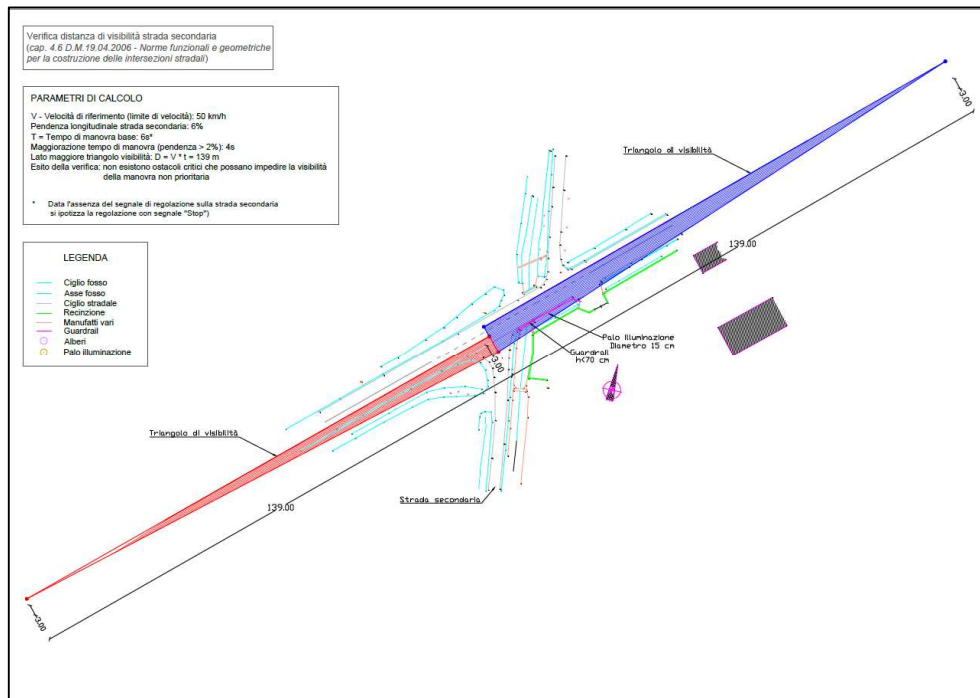 Verifica distanza di visibilità strada secondaria
(cap. 4.6 D.M.19.04.2006 - Norme funzionali e geometriche
per la costruzione delle intersezioni stradali)
PARAMETRI DI CALCOLO
V - Velocità di riferimento (limite di velocità): 50 km/h
Pendenza longitudinale strada secondaria: 6%
T = Tempo di manovra base: 6s*
Maggiorazione tempo di manovra (pendenza > 2%): 4s
Lato maggiore triangolo visibilità: D = V * t = 139 m
Esito della verifica: non esistono ostacoli critici che possano impedire la visibilità
della manovra non prioritaria
* Data l'assenza del segnale di regolazione sulla strada secondaria
si ipotizza la regolazione con segnale "Stop")
LEGENDA
Ciglio fosso
Asse fosso
Ciglio stradale
Recinzione
Manufatti vari
Guardrail
Alberi
Palo illuminazione
3.00
Triangolo di visibilità
139.00
Palo illuminazione
Diametro 15 cm
Guardrail
h<70 cm
3.00
Triangolo di visibilità
139.00
Strada secondaria
3.00